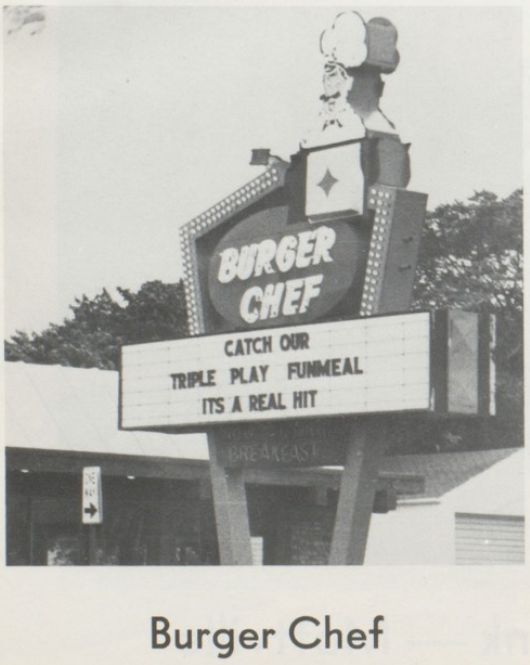 BURGER
CHEF
CATCH OUR
TRIPLE PLAY FUNMEAL
ITS A REAL HIT
BREAKFAST
ONE
WAY
Burger Chef